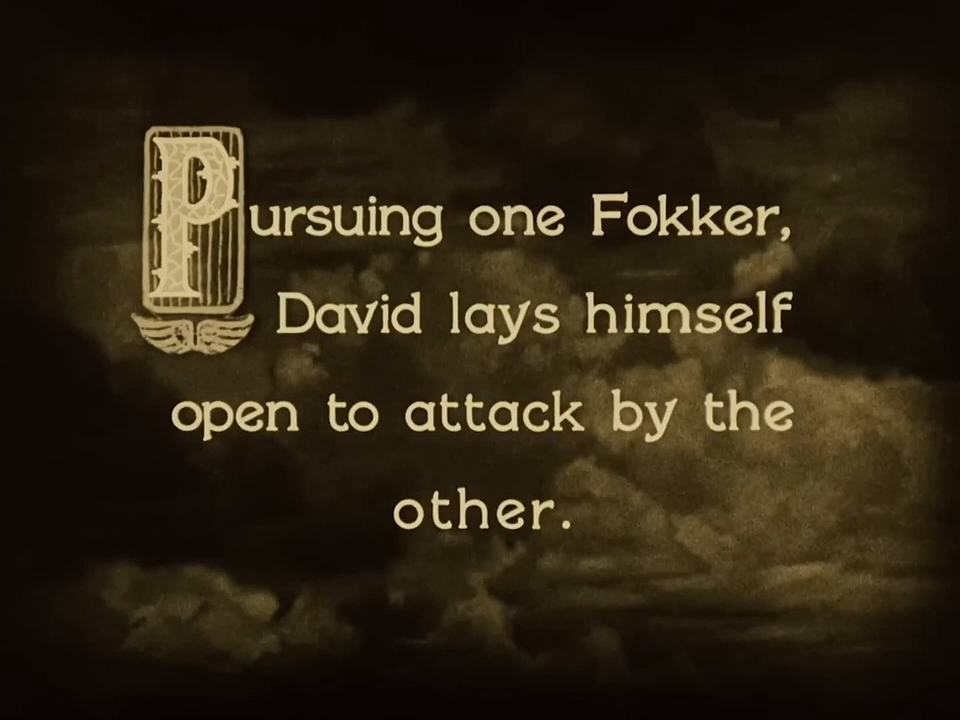 Pursuing one Fokker,
David lays himself
open to attack by the
other.